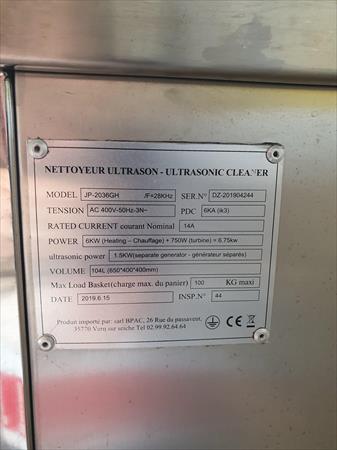 NETTOYEUR ULTRASON - ULTRASONIC CLEANER
MODEL JP-2036GH /F=28KHz SER.N° DZ-201904244
TENSION AC 400V-50Hz-3N~ PDC 6KA (ik3)
RATED CURRENT courant Nominal 14A
POWER 6KW (Heating – Chauffage) + 750W (turbine) = 6.75kw
ultrasonic power 1.5KW(separate generator - générateur séparés)
VOLUME 104L (650*400*400mm)
Max Load Basket(charge max. du panier) 100 KG maxi
DATE 2019.6.15 INSP.N° 44
Produit importé par: sarl BPAC, 26 Rue du passavent,
35770 Vern sur seiche Tél 02.99.92.64.64
CE